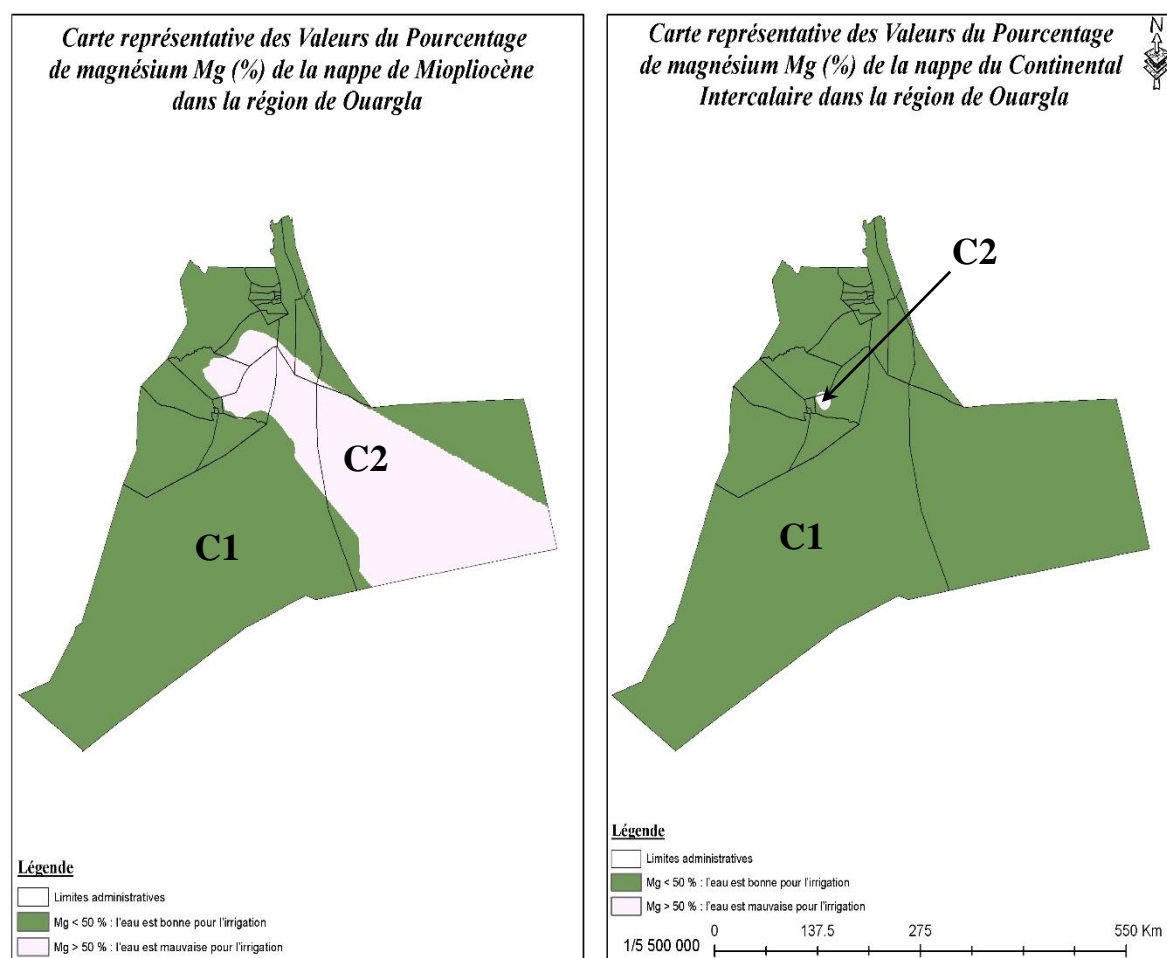 Carte représentative des Valeurs du Pourcentage
de magnésium Mg (%) de la nappe de Miopliocène
dans la région de Ouargla
C2
C1
Légende
Limites administratives
Mg < 50 % : l'eau est bonne pour l'irrigation
Mg > 50 % : l'eau est mauvaise pour l'irrigation
Carte représentative des Valeurs du Pourcentage
de magnésium Mg (%) de la nappe du Continental
Intercalaire dans la région de Ouargla
N
C2
C1
Légende
Limites administratives
Mg < 50 % : l'eau est bonne pour l'irrigation
Mg > 50 % : l'eau est mauvaise pour l'irrigation
1/5 500 000
0 137.5 275 550 Km